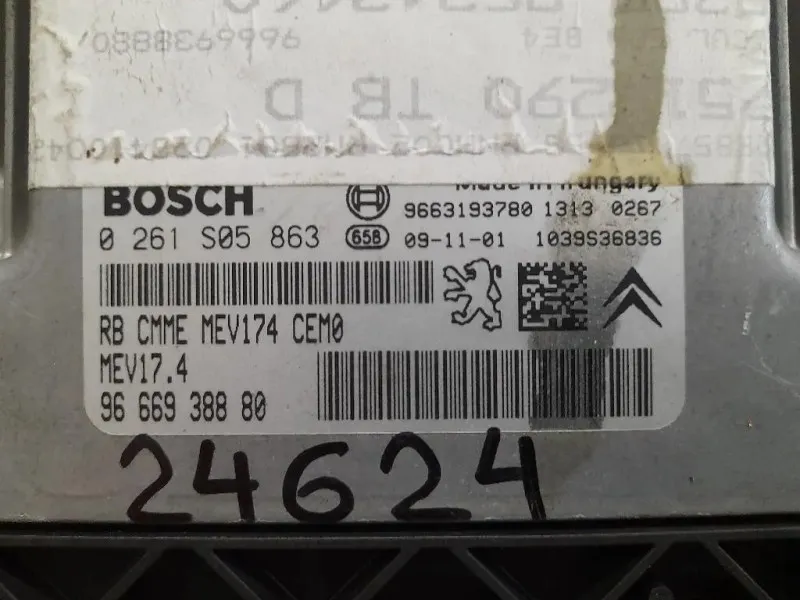 9666938880
BE4
290 TB D
Made in Hungary
BOSCH
9663193780 1313 0267
0 261 S05 863
658
09-11-01 1039S36836
RB CMME MEV174 CEM0
MEV17.4
96 669 388 80
24624